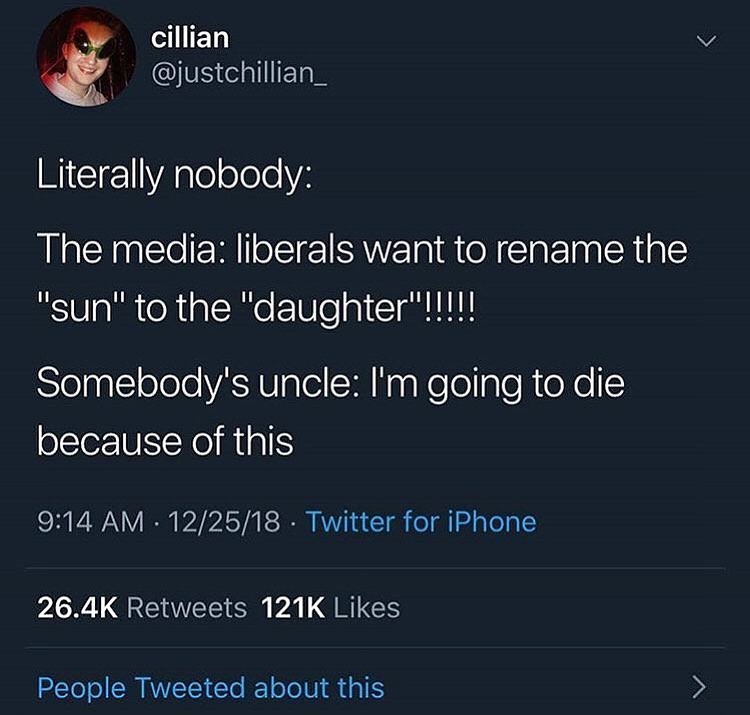 cillian
@justchillian_
Literally nobody:
The media: liberals want to rename the
"sun" to the "daughter"!!!!!
Somebody's uncle: I'm going to die
because of this
9:14 AM · 12/25/18 · Twitter for iPhone
26.4K Retweets 121K Likes
People Tweeted about this